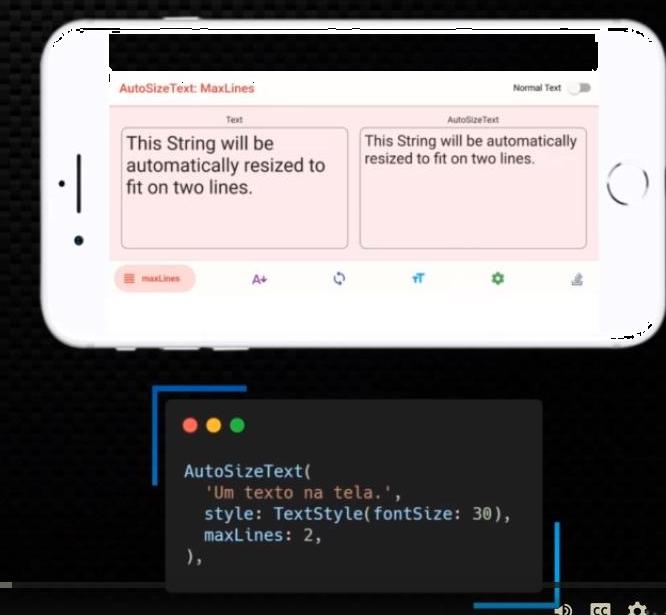 AutoSizeText: MaxLines
Normal Text
Text
AutoSizeText
This String will be
automatically resized to
fit on two lines.
This String will be automatically
resized to fit on two lines.
maxLines
AutoSizeText(
'Um texto na tela.',
style: TextStyle(fontSize: 30),
maxLines: 2,
),
CC